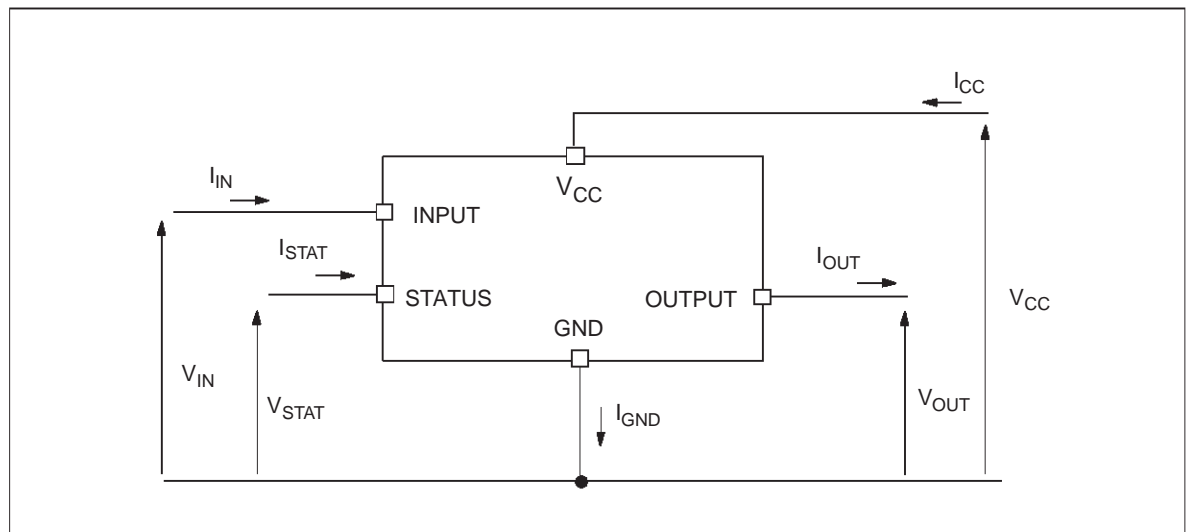 I_CC
V_CC
I_IN
INPUT
I_STAT
I_OUT
STATUS
OUTPUT
V_CC
GND
V_IN
V_STAT
I_GND
V_OUT